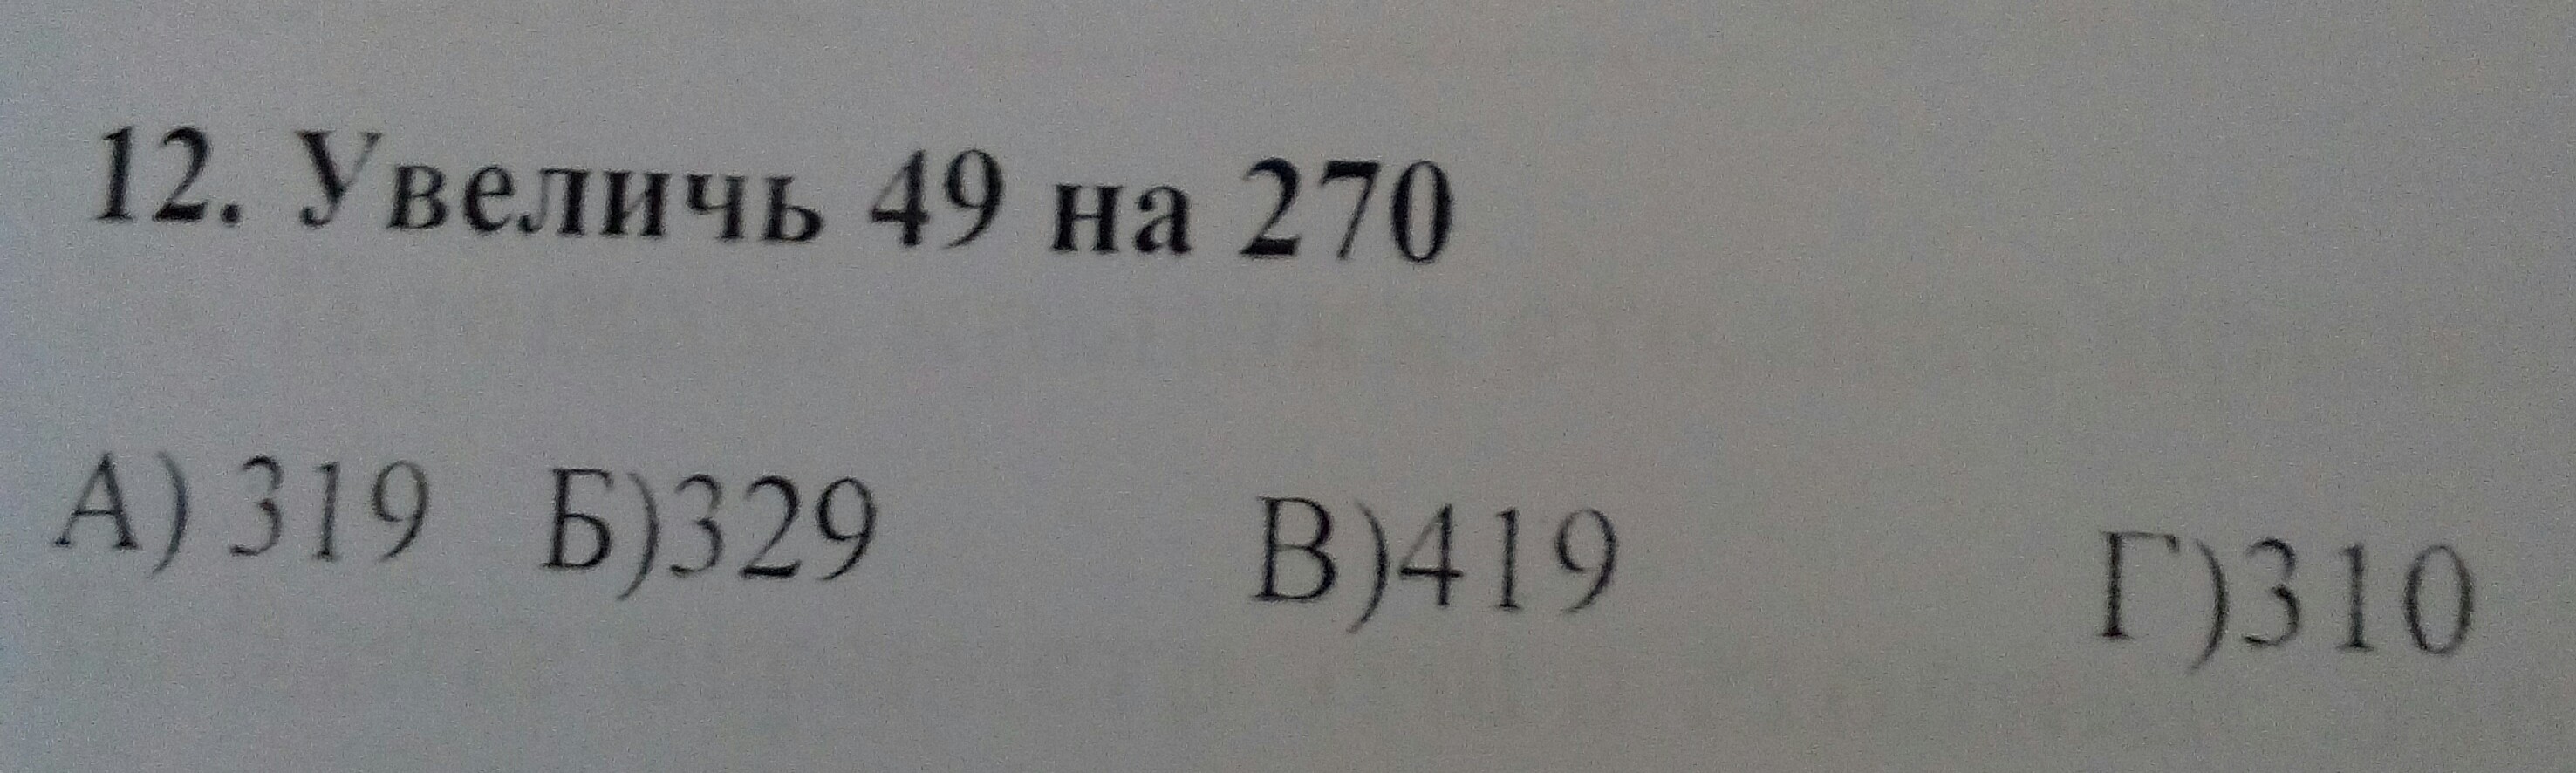 12. Увеличь 49 на 270
А) 319 Б)329 В)419 Г)310